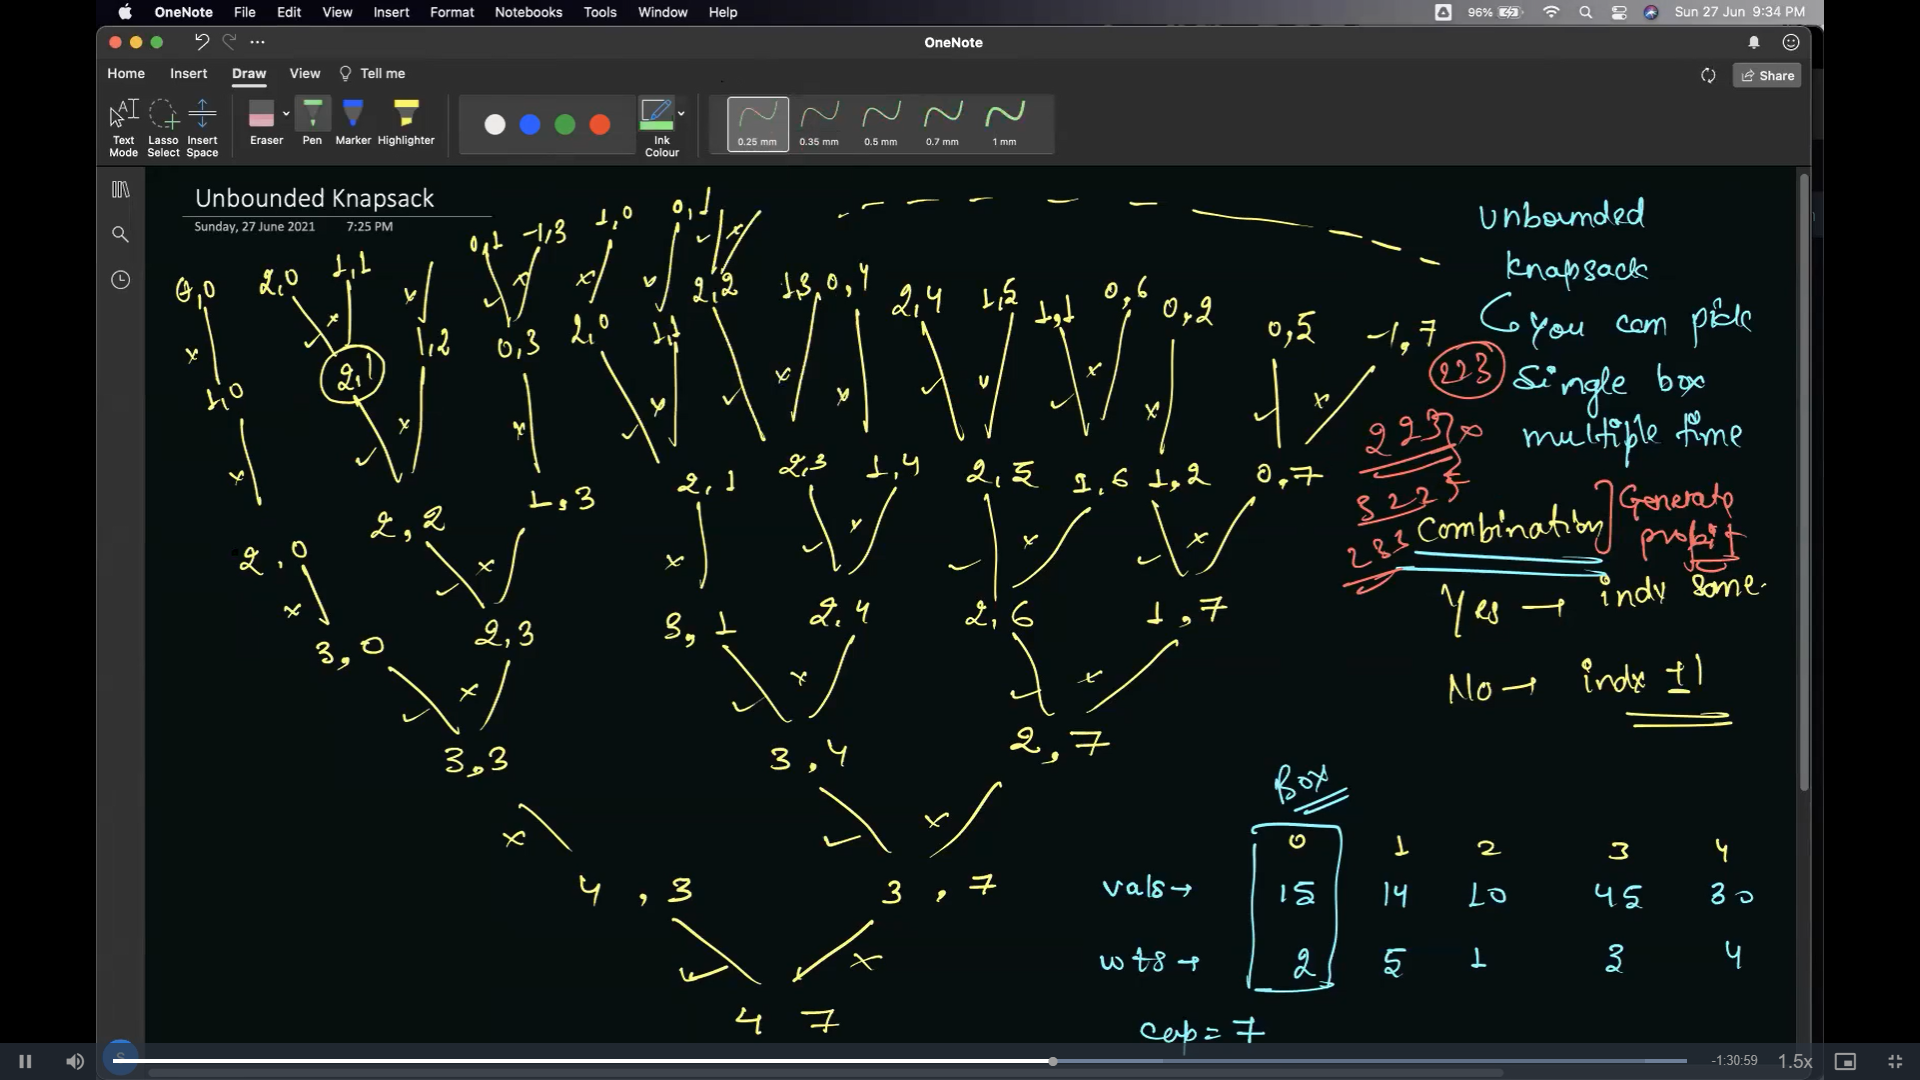 OneNote File Edit View Insert Format Notebooks Tools Window Help 96% Sun 27 Jun 9:34 PM
OneNote
Home Insert Draw View Tell me Share
Text Mode Lasso Select Insert Space Eraser Pen Marker Highlighter Ink Colour 0.25 mm 0.35 mm 0.5 mm 0.7 mm 1 mm
Unbounded Knapsack
Sunday, 27 June 2021 7:25 PM
0,1 -1,3 1,0 0,1
0,0 2,0 1,1 2,2 1,3 0,4 2,4 1,5 1,1 0,6 0,2 0,5 -1,7
1,0 2,1 1,2 0,3 2,0 1,1
2,2 1,3 2,1 2,3 1,4 2,5 1,6 1,2 0,7
2,0 2,3 3,1 2,4 2,6 1,7
3,0
3,3 3,4 2,7
4,3 3,7
4 7
unbounded
knapsack
you can pick
single box
multiple time
223
223
322
233
Combination
Generate
profit
Yes → indx same
No → indx ±1
Box
0 1 2 3 4
vals → 15 14 10 45 30
wts → 2 5 1 3 4
cap = 7
-1:30:59 1.5x